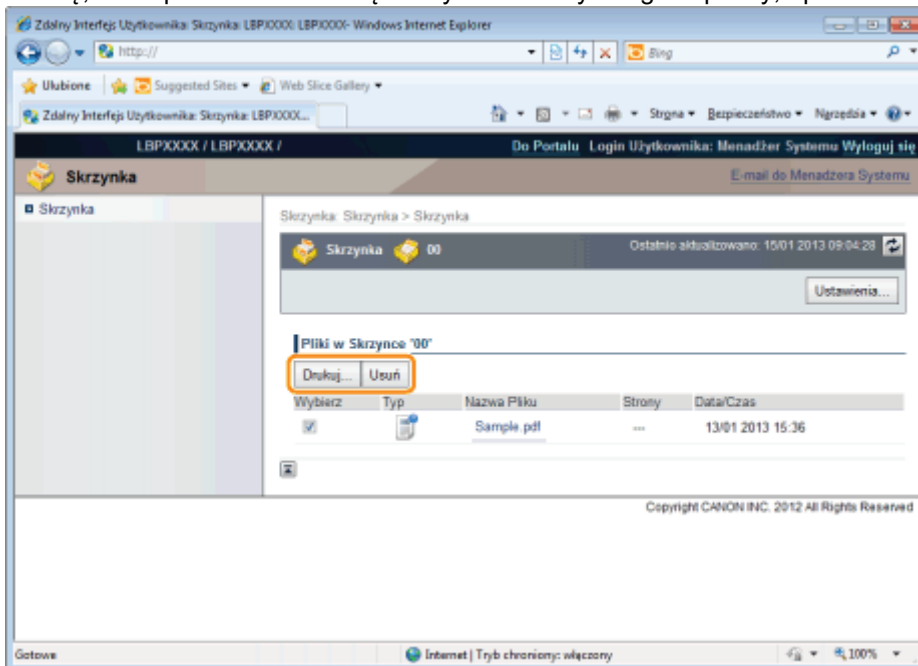 Zdalny Interfejs Użytkownika: Skrzynka: LBPXXXX: LBPXXXX- Windows Internet Explorer
http://
Bing
Ulubione Suggested Sites Web Slice Gallery
Zdalny Interfejs Użytkownika: Skrzynka: LBPXXXX...
Strona Bezpieczeństwo Narzędzia
LBPXXXX / LBPXXXX /
Do Portalu Login Użytkownika: Menadżer Systemu Wyloguj się
Skrzynka
E-mail do Menadżera Systemu
Skrzynka
Skrzynka: Skrzynka > Skrzynka
Skrzynka 00
Ostatnio aktualizowano: 15/01 2013 09:04:28
Ustawienia...
Pliki w Skrzynce '00'
Drukuj... Usuń
Wybierz Typ Nazwa Pliku Strony Data/Czas
Sample.pdf --- 13/01 2013 15:36
Copyright CANON INC. 2012 All Rights Reserved
Gotowe
Internet | Tryb chroniony: włączony
100%